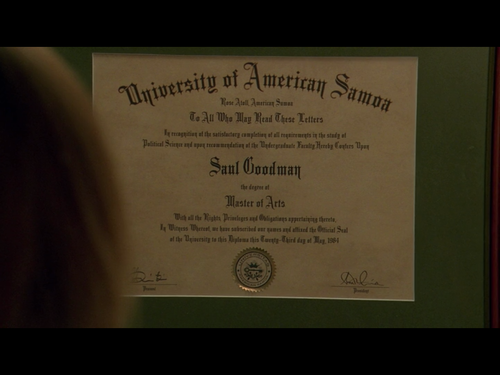 University of American Samoa
American Samoa
To All Who May Read These Letters
by recognition of the satisfactory completion of all requirements in the study of
Political Science and upon recommendation of the Undergraduate Faculty Hereby Confers Upon
Saul Goodman
the degree of
Master of Arts
With all the Rights, Privileges and Obligations appertaining thereto.
In Witness Whereof, we have subscribed our names and affixed the Official Seal
of the University to this Diploma this Twenty-Third day of May,